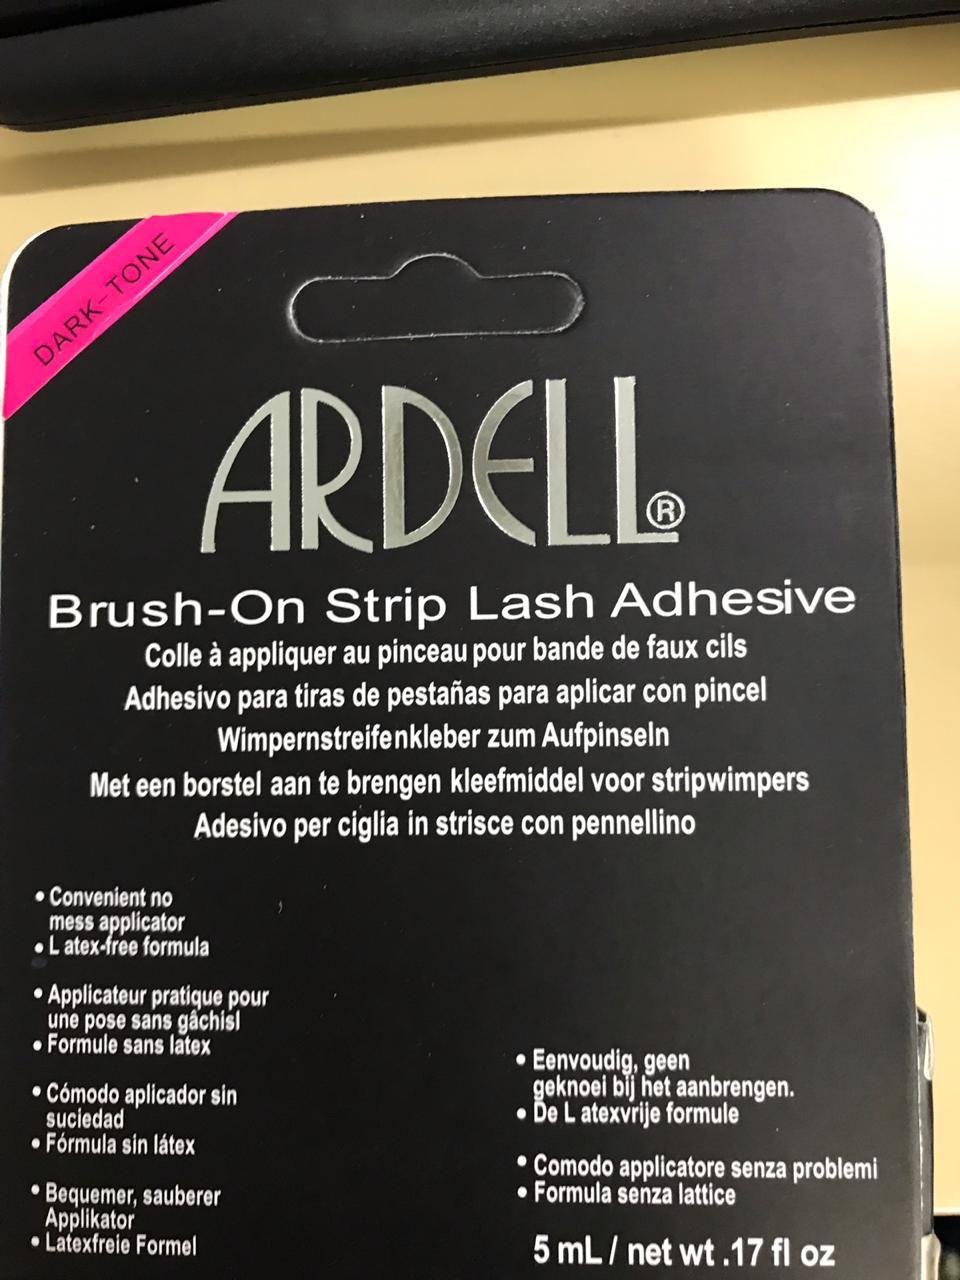 DARK-TONE
ARDELL®
Brush-On Strip Lash Adhesive
Colle à appliquer au pinceau pour bande de faux cils
Adhesivo para tiras de pestañas para aplicar con pincel
Wimpernstreifenkleber zum Aufpinseln
Met een borstel aan te brengen kleefmiddel voor stripwimpers
Adesivo per ciglia in strisce con pennellino
• Convenient no
mess applicator
• L atex-free formula
• Applicateur pratique pour
une pose sans gâchisl
• Formule sans latex
• Cómodo aplicador sin
suciedad
• Fórmula sin látex
• Bequemer, sauberer
Applikator
• Latexfreie Formel
• Eenvoudig, geen
geknoei bij het aanbrengen.
• De L atexvrije formule
• Comodo applicatore senza problemi
• Formula senza lattice
5 mL / net wt .17 fl oz